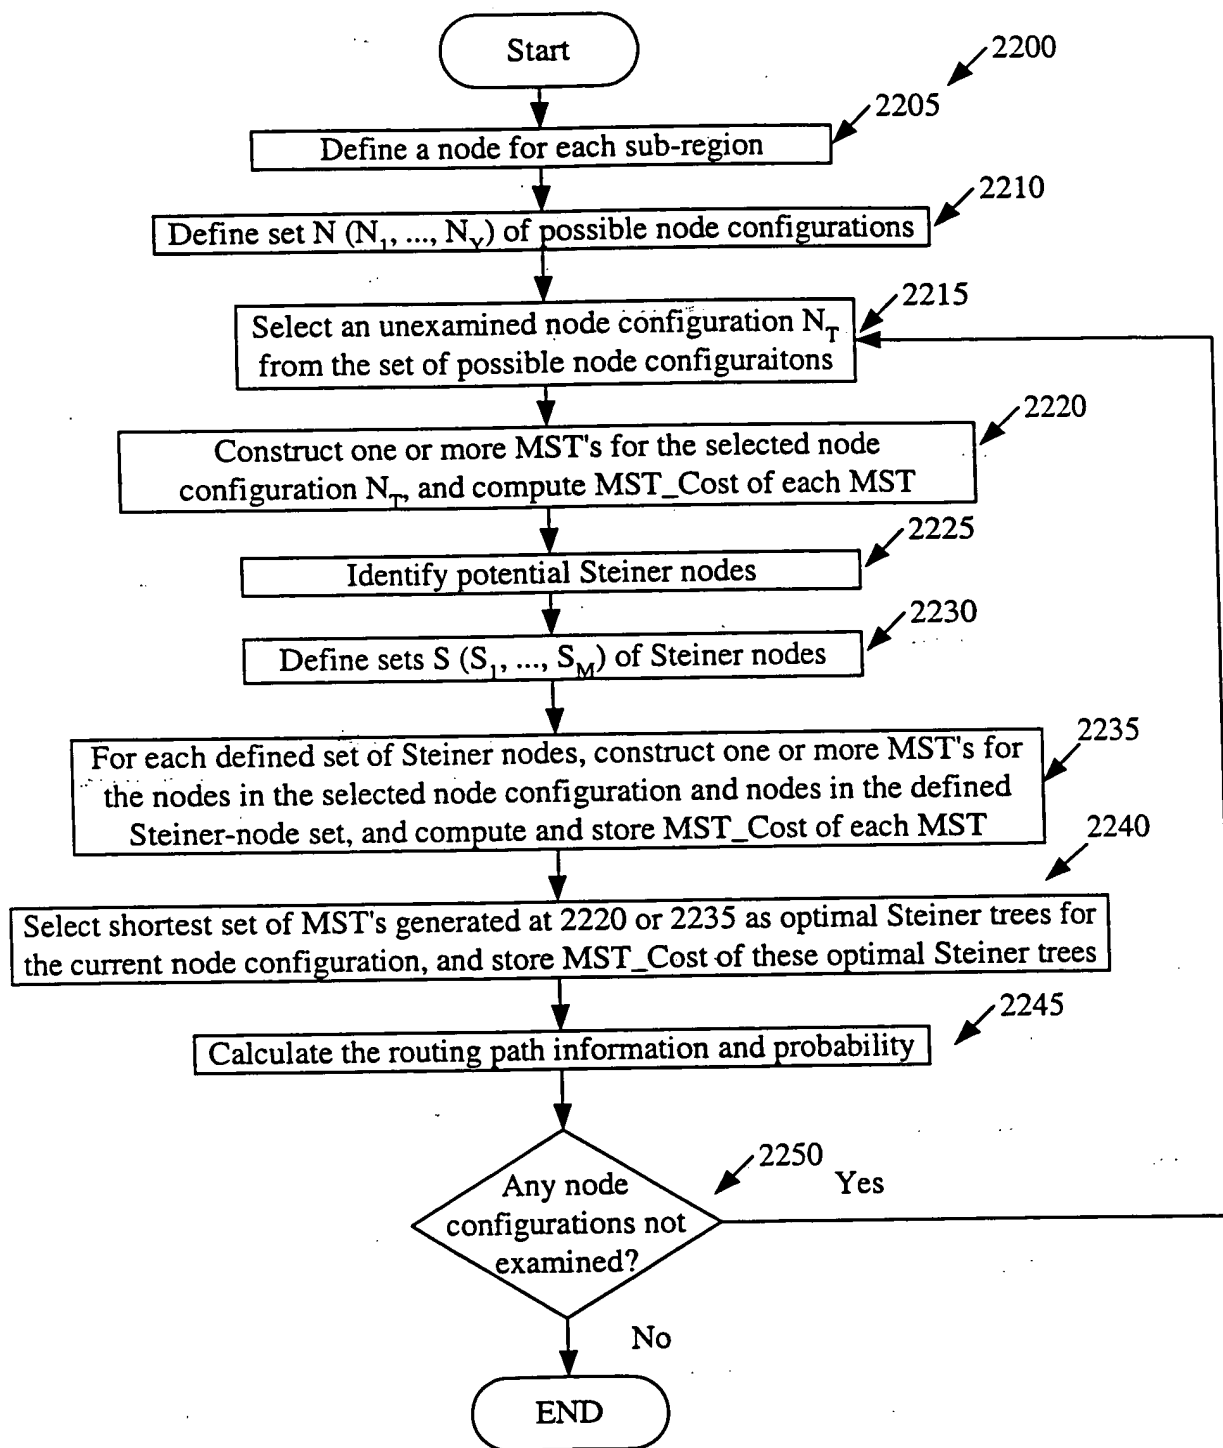 Start
2200
2205
Define a node for each sub-region
2210
Define set N (N₁, ..., N_Y) of possible node configurations
2215
Select an unexamined node configuration N_T
from the set of possible node configuraitons
2220
Construct one or more MST's for the selected node
configuration N_T, and compute MST_Cost of each MST
2225
Identify potential Steiner nodes
2230
Define sets S (S₁, ..., S_M) of Steiner nodes
2235
For each defined set of Steiner nodes, construct one or more MST's for
the nodes in the selected node configuration and nodes in the defined
Steiner-node set, and compute and store MST_Cost of each MST
2240
Select shortest set of MST's generated at 2220 or 2235 as optimal Steiner trees for
the current node configuration, and store MST_Cost of these optimal Steiner trees
2245
Calculate the routing path information and probability
2250
Any node
configurations not
examined?
Yes
No
END